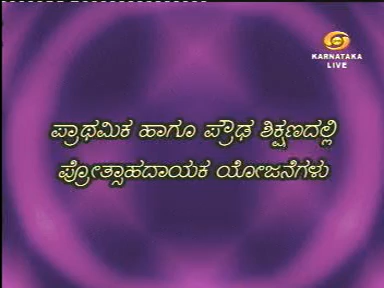 KARNATAKA
LIVE
ಪ್ರಾಥಮಿಕ ಹಾಗೂ ಪ್ರೌಢ ಶಿಕ್ಷಣದಲ್ಲಿ
ಪ್ರೋತ್ಸಾಹದಾಯಕ ಯೋಜನೆಗಳು